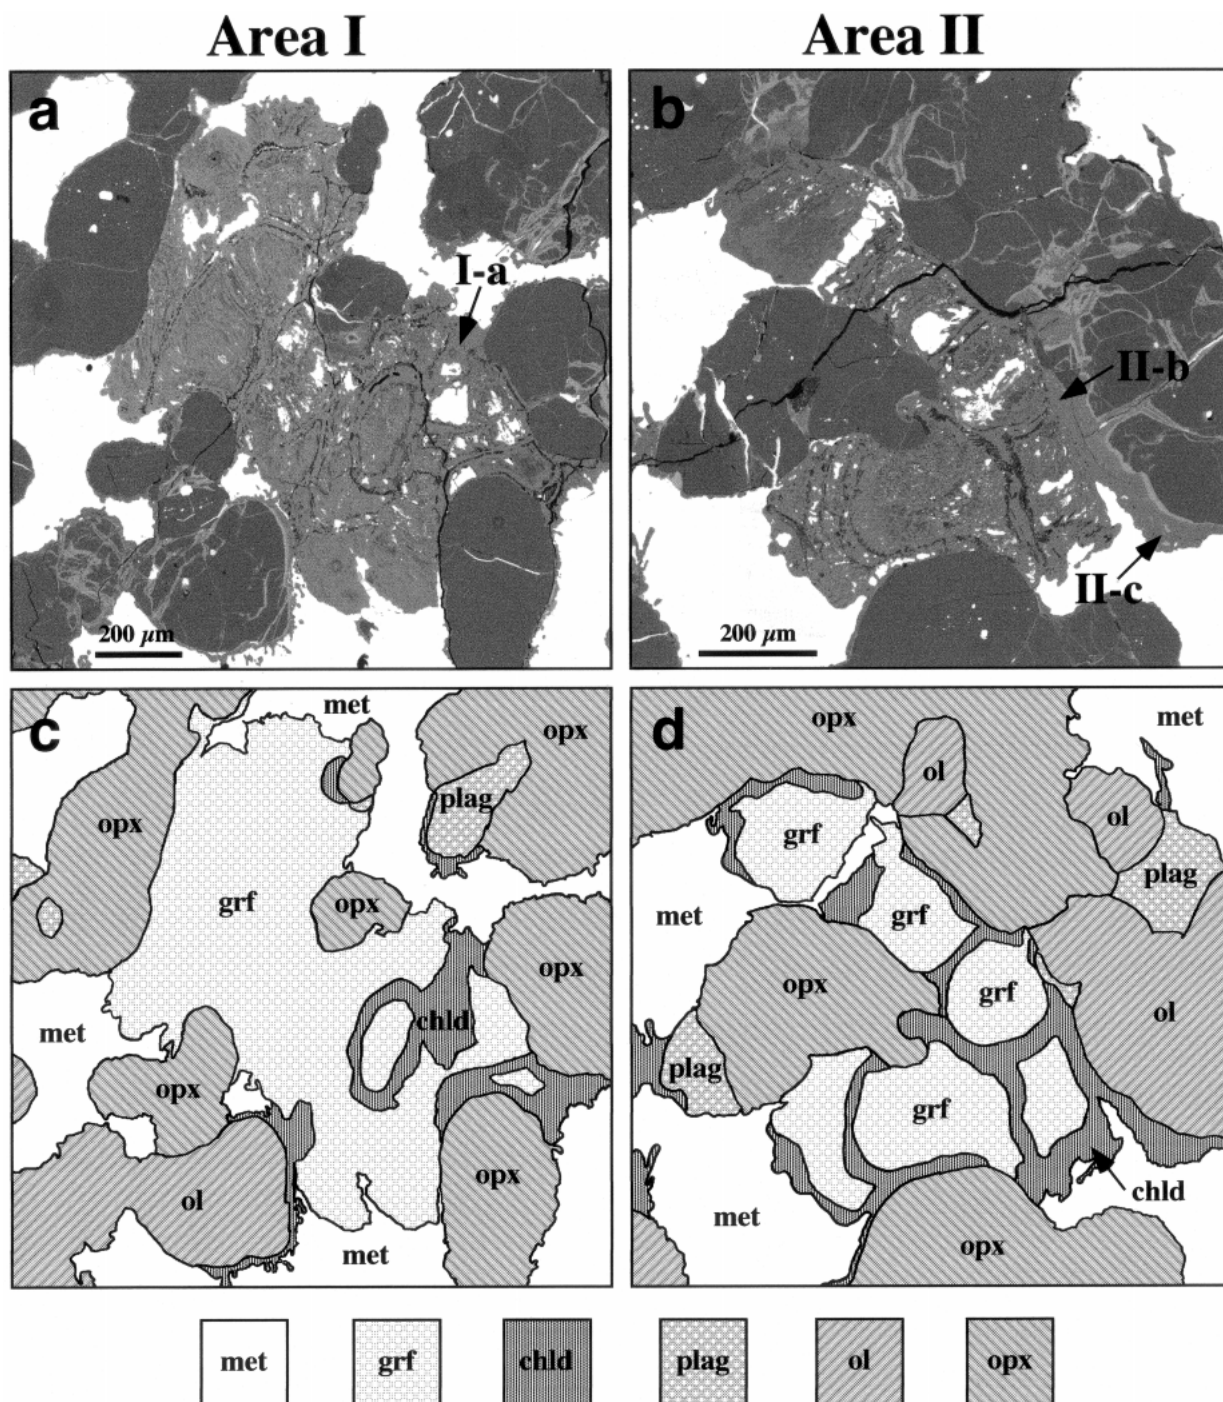 Area I
Area II
a
I-a
200 µm
b
II-b
II-c
200 µm
c
met
opx
plag
opx
grf
opx
opx
chld
met
opx
ol
opx
met
d
opx
met
ol
ol
grf
plag
met
grf
opx
grf
ol
plag
grf
chld
met
opx
met
grf
chld
plag
ol
opx